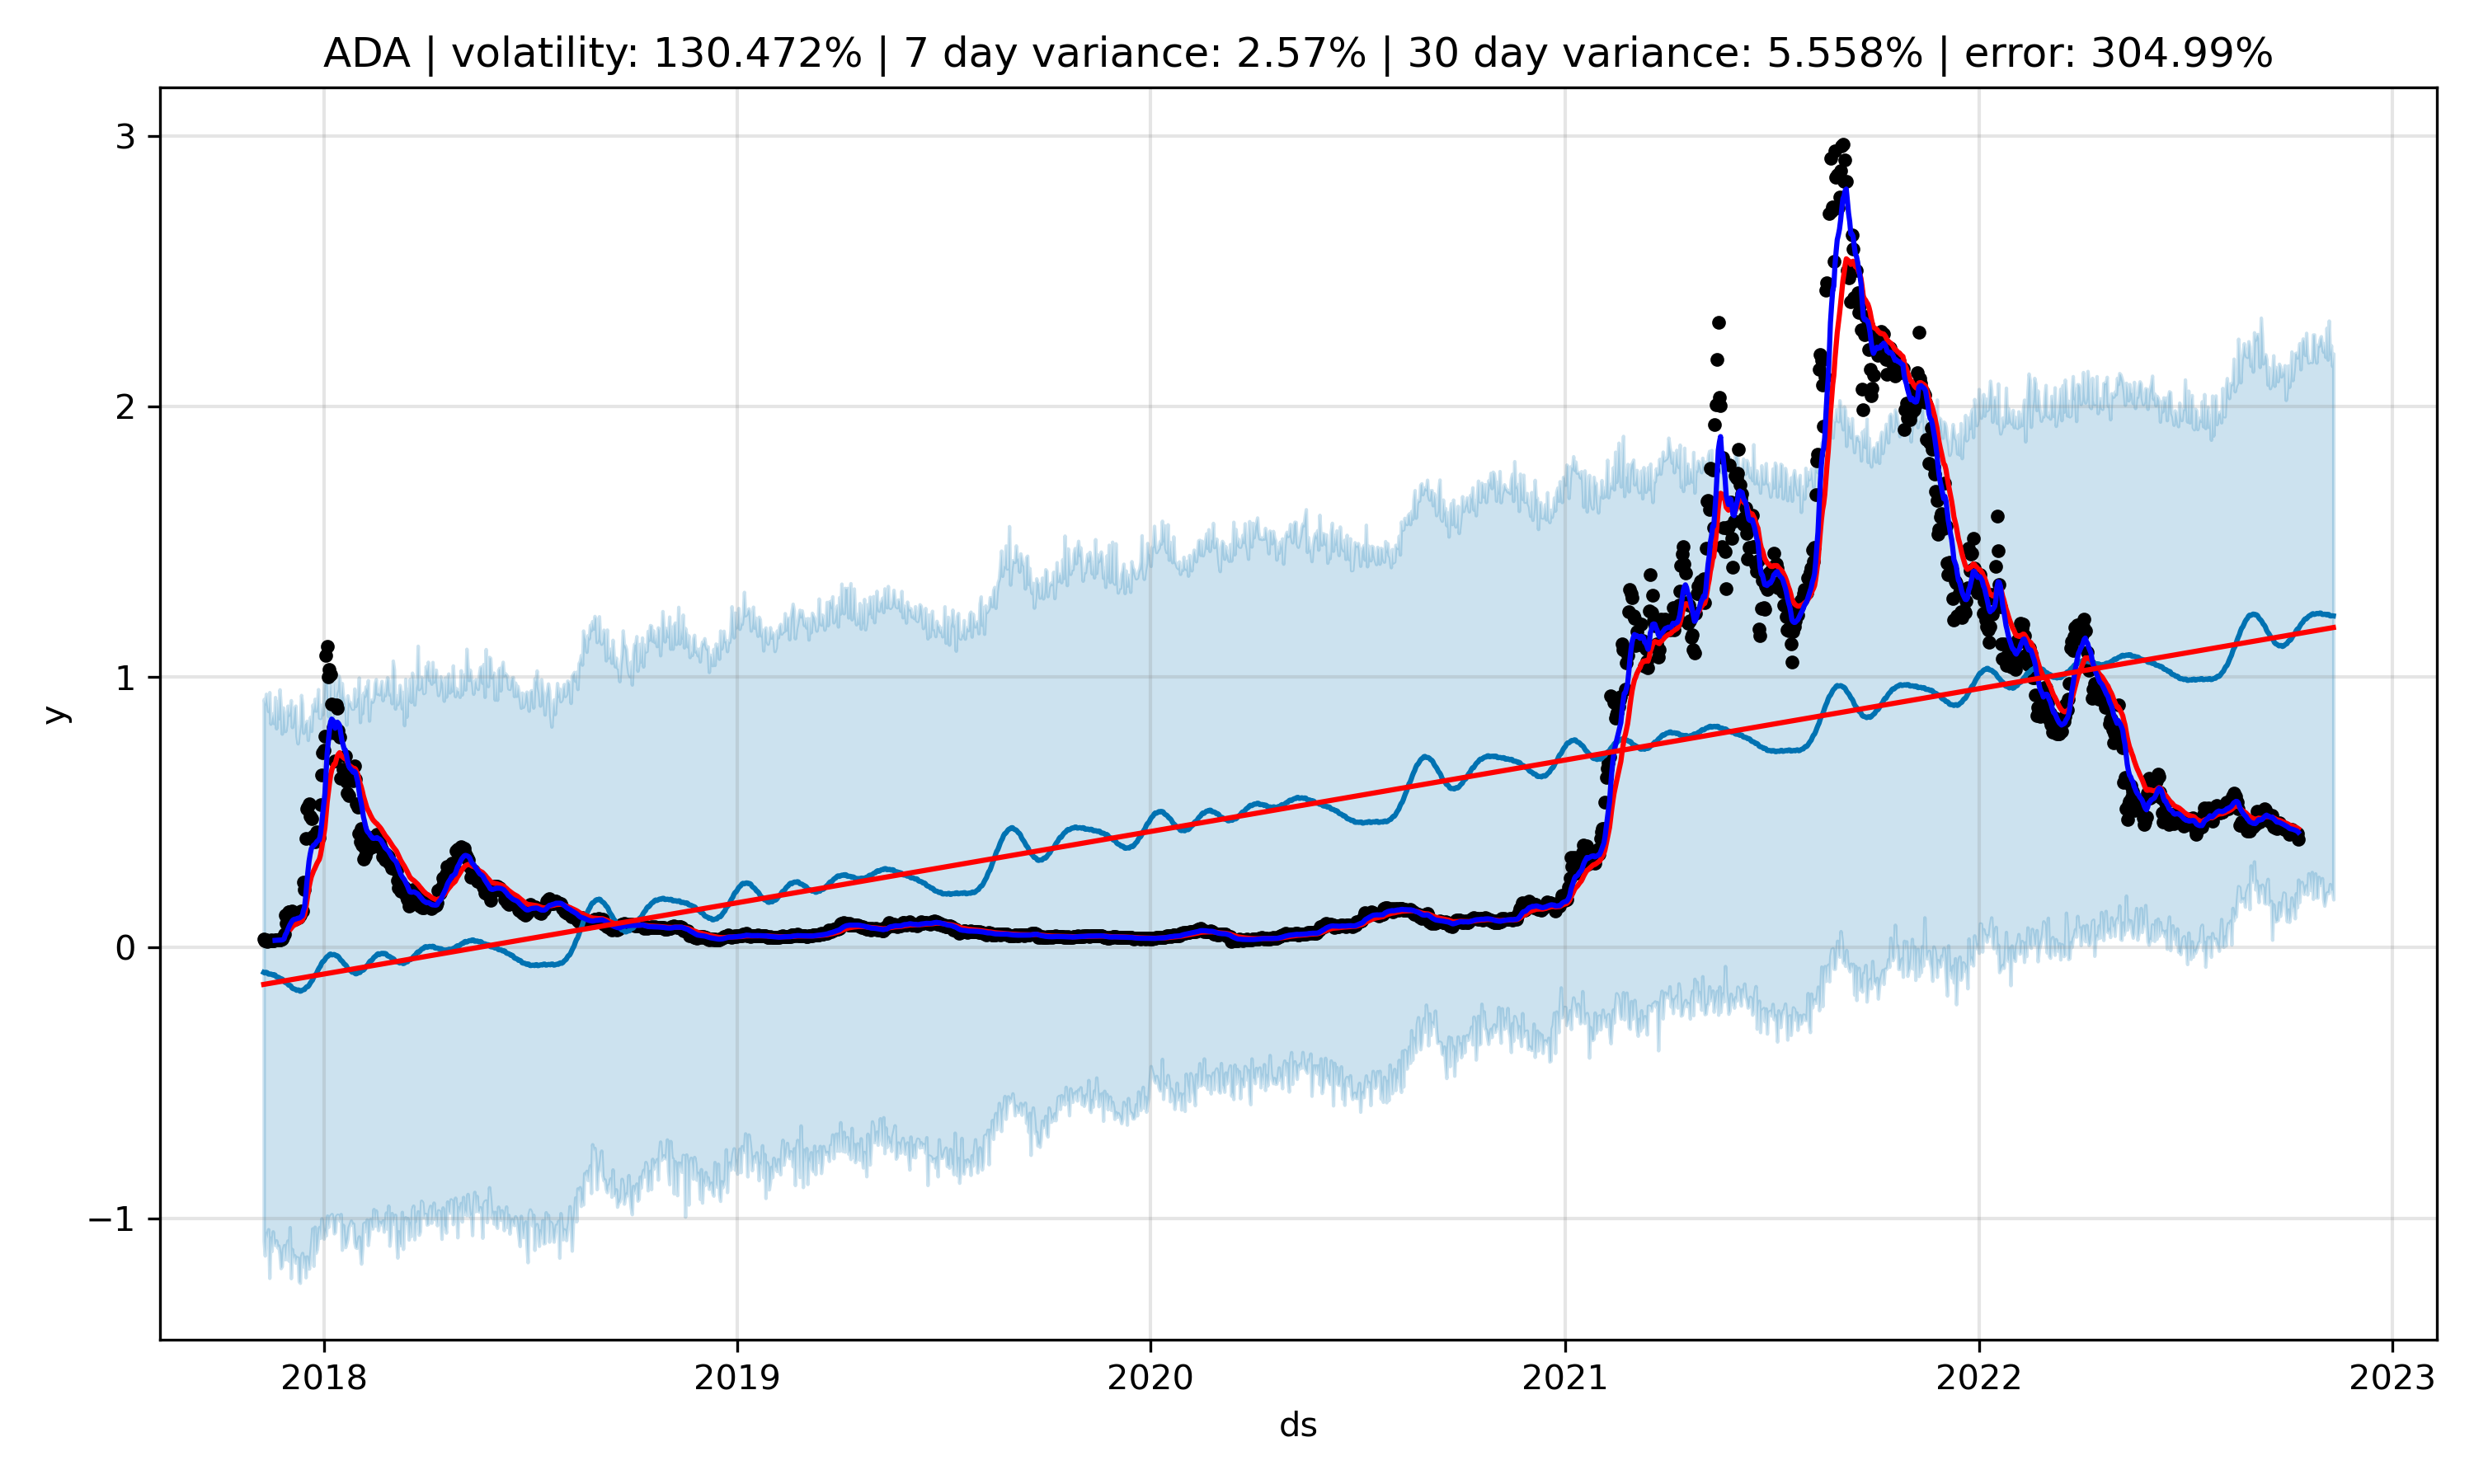 ADA | volatility: 130.472% | 7 day variance: 2.57% | 30 day variance: 5.558% | error: 304.99%
3
2
1
0
−1
y
2018 2019 2020 2021 2022 2023
ds